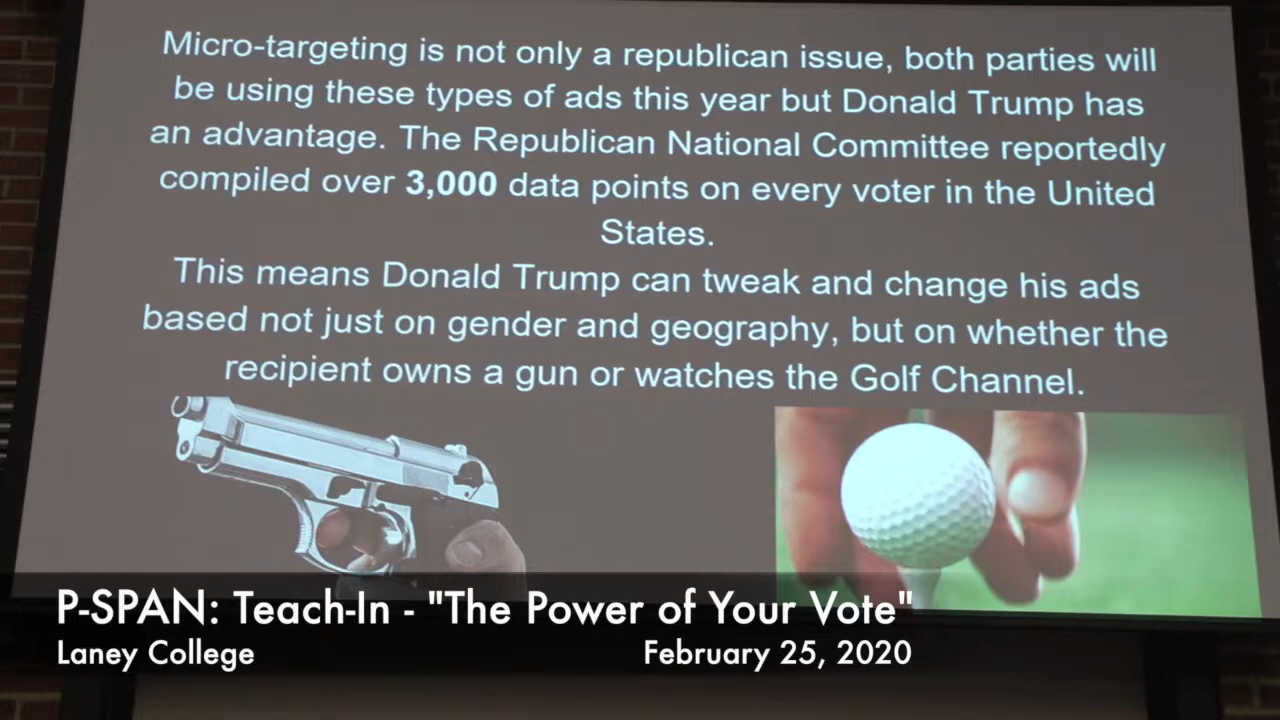 Micro-targeting is not only a republican issue, both parties will
be using these types of ads this year but Donald Trump has
an advantage. The Republican National Committee reportedly
compiled over 3,000 data points on every voter in the United
States.
This means Donald Trump can tweak and change his ads
based not just on gender and geography, but on whether the
recipient owns a gun or watches the Golf Channel.
P-SPAN: Teach-In - "The Power of Your Vote"
Laney College
February 25, 2020